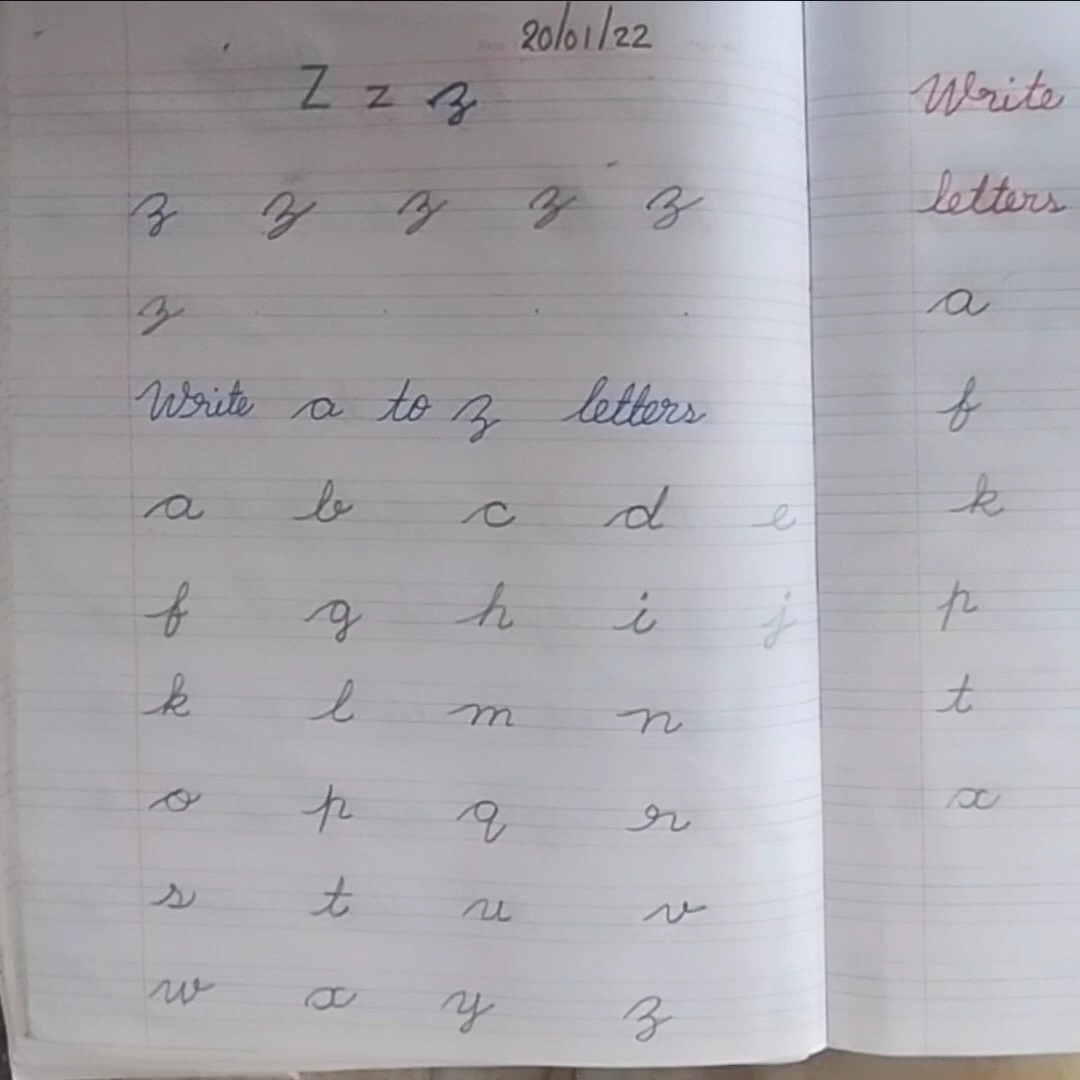 20/01/22
Z z z
z z z z z
z
Write a to z letters
a b c d e
f g h i j
k l m n
o p q r
s t u v
w x y z
Write
letters
a
f
k
p
t
x